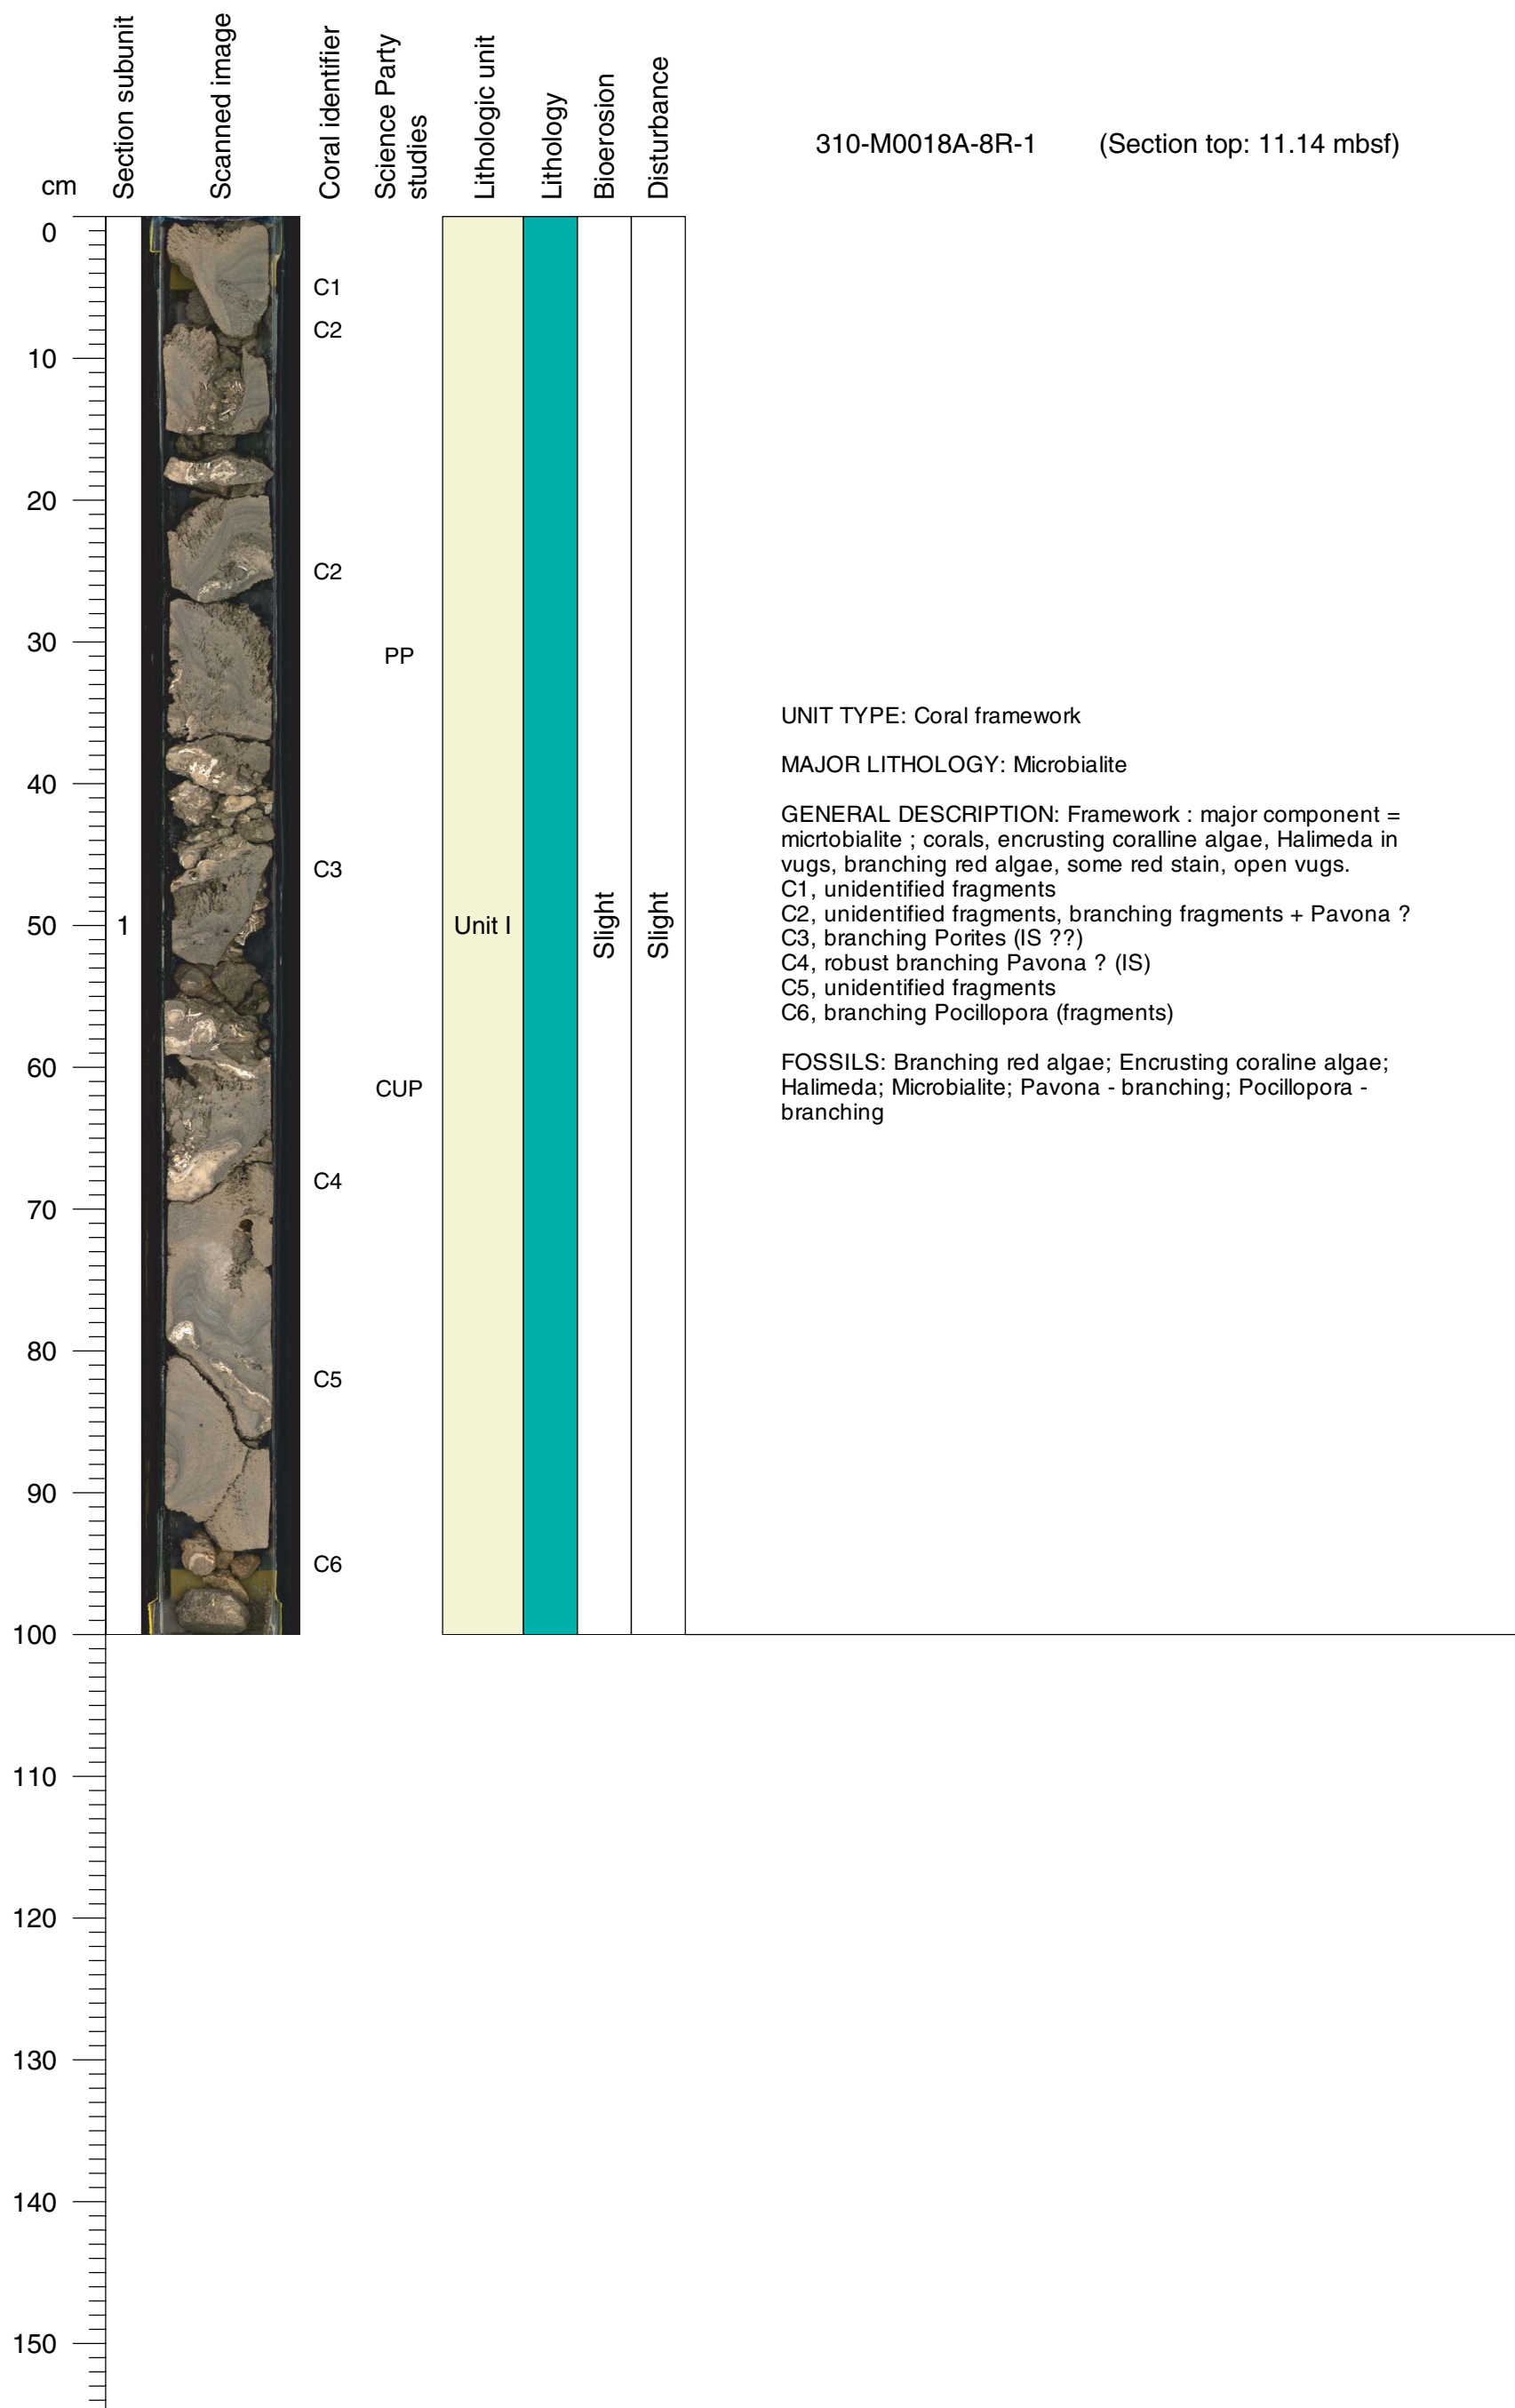 Section subunit
Scanned image
Coral identifier
Science Party
studies
Lithologic unit
Lithology
Bioerosion
Disturbance
310-M0018A-8R-1 (Section top: 11.14 mbsf)
cm
0
C1
C2
10
20
C2
30
PP
UNIT TYPE: Coral framework
MAJOR LITHOLOGY: Microbialite
40
GENERAL DESCRIPTION: Framework : major component =
micrtobialite ; corals, encrusting coralline algae, Halimeda in
vugs, branching red algae, some red stain, open vugs.
C3
C1, unidentified fragments
C2, unidentified fragments, branching fragments + Pavona ?
50
1
Unit I
Slight
Slight
C3, branching Porites (IS ??)
C4, robust branching Pavona ? (IS)
C5, unidentified fragments
C6, branching Pocillopora (fragments)
60
FOSSILS: Branching red algae; Encrusting coraline algae;
CUP
Halimeda; Microbialite; Pavona - branching; Pocillopora -
branching
C4
70
80
C5
90
C6
100
110
120
130
140
150